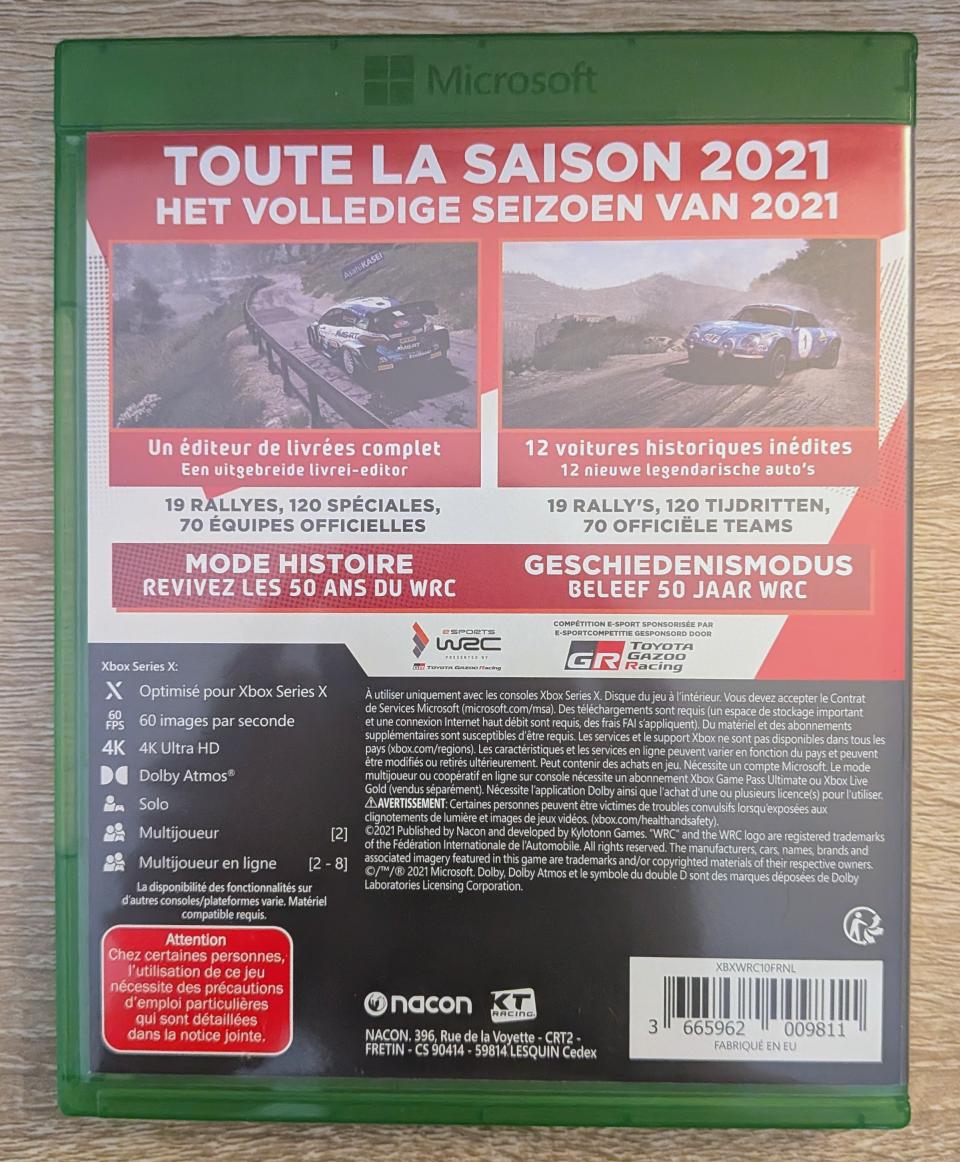 Microsoft
TOUTE LA SAISON 2021
HET VOLLEDIGE SEIZOEN VAN 2021
Asahi KASEI
M-SPORT
1
Un éditeur de livrées complet
Een uitgebreide livrei-editor
12 voitures historiques inédites
12 nieuwe legendarische auto's
19 RALLYES, 120 SPÉCIALES,
70 ÉQUIPES OFFICIELLES
19 RALLY'S, 120 TIJDRITTEN,
70 OFFICIËLE TEAMS
MODE HISTOIRE
REVIVEZ LES 50 ANS DU WRC
GESCHIEDENISMODUS
BELEEF 50 JAAR WRC
eSPORTS
WRC
PRESENTED BY
GR TOYOTA GAZOO Racing
COMPÉTITION E-SPORT SPONSORISÉE PAR
E-SPORTCOMPETITIE GESPONSORD DOOR
GR TOYOTA
GAZOO
Racing
Xbox Series X:
X Optimisé pour Xbox Series X
60 FPS 60 images par seconde
4K 4K Ultra HD
Dolby Atmos®
Solo
Multijoueur [2]
Multijoueur en ligne [2 - 8]
La disponibilité des fonctionnalités sur
d'autres consoles/plateformes varie. Matériel
compatible requis.
Attention
Chez certaines personnes,
l'utilisation de ce jeu
nécessite des précautions
d'emploi particulières
qui sont détaillées
dans la notice jointe.
À utiliser uniquement avec les consoles Xbox Series X. Disque du jeu à l'intérieur. Vous devez accepter le Contrat
de Services Microsoft (microsoft.com/msa). Des téléchargements sont requis (un espace de stockage important
et une connexion Internet haut débit sont requis, des frais FAI s'appliquent). Du matériel et des abonnements
supplémentaires sont susceptibles d'être requis. Les services et le support Xbox ne sont pas disponibles dans tous les
pays (xbox.com/regions). Les caractéristiques et les services en ligne peuvent varier en fonction du pays et peuvent
être modifiés ou retirés ultérieurement. Peut contenir des achats en jeu. Nécessite un compte Microsoft. Le mode
multijoueur ou coopératif en ligne sur console nécessite un abonnement Xbox Game Pass Ultimate ou Xbox Live
Gold (vendus séparément). Nécessite l'application Dolby ainsi que l'achat d'une ou plusieurs licence(s) pour l'utiliser.
⚠AVERTISSEMENT: Certaines personnes peuvent être victimes de troubles convulsifs lorsqu'exposées aux
clignotements de lumière et images de jeux vidéos. (xbox.com/healthandsafety).
©2021 Published by Nacon and developed by Kylotonn Games. "WRC" and the WRC logo are registered trademarks
of the Fédération Internationale de l'Automobile. All rights reserved. The manufacturers, cars, names, brands and
associated imagery featured in this game are trademarks and/or copyrighted materials of their respective owners.
©/™/® 2021 Microsoft. Dolby, Dolby Atmos et le symbole du double D sont des marques déposées de Dolby
Laboratories Licensing Corporation.
nacon
KT
RACING
NACON. 396, Rue de la Voyette - CRT2 -
FRETIN - CS 90414 - 59814 LESQUIN Cedex
XBXWRC10FRNL
3 665962 009811
FABRIQUÉ EN EU